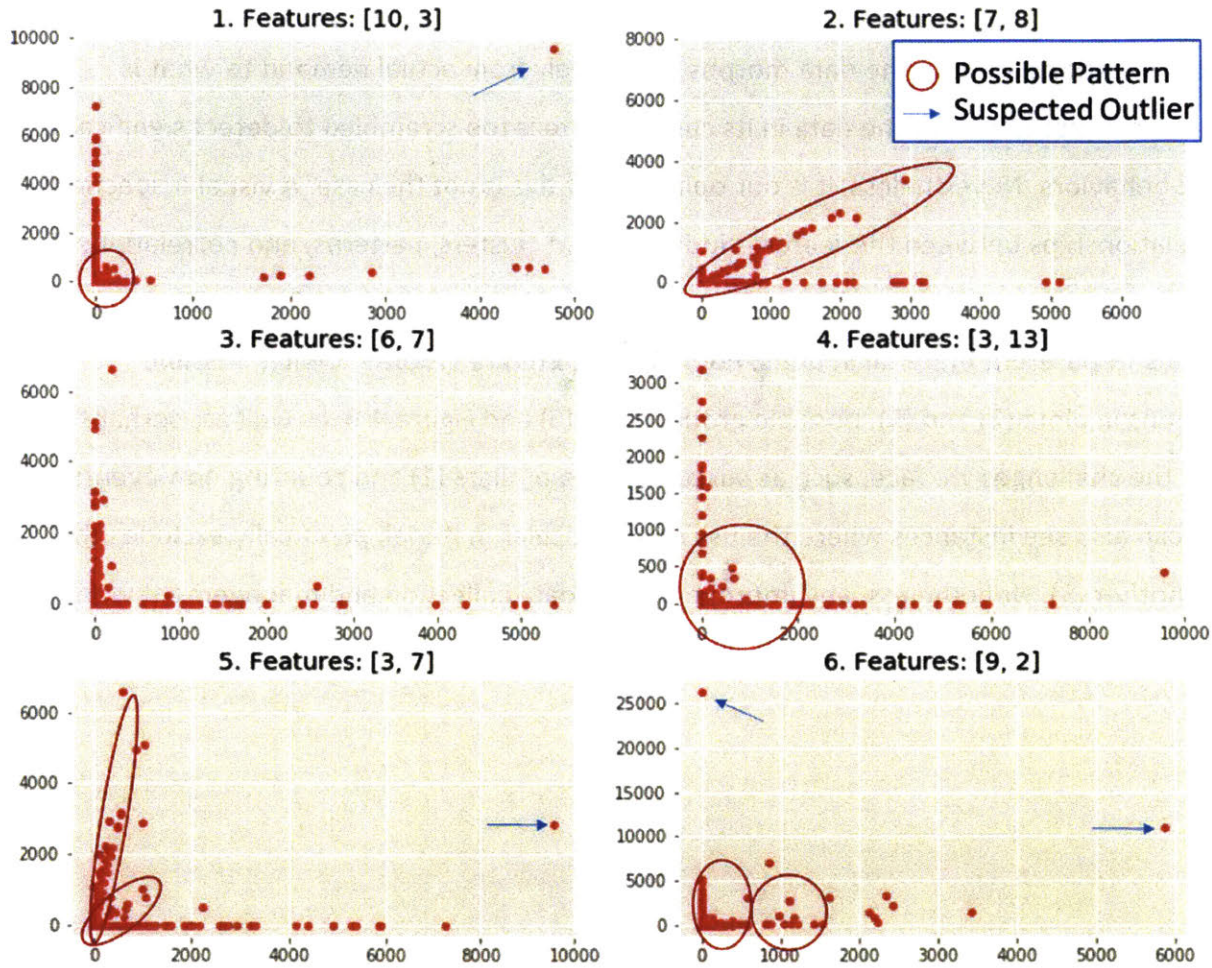 1. Features: [10, 3]
10000
8000
6000
4000
2000
0
0 1000 2000 3000 4000 5000
2. Features: [7, 8]
8000
6000
4000
2000
0
0 1000 2000 3000 4000 5000 6000
Possible Pattern
Suspected Outlier
3. Features: [6, 7]
6000
4000
2000
0
0 1000 2000 3000 4000 5000
4. Features: [3, 13]
3000
2500
2000
1500
1000
500
0
0 2000 4000 6000 8000 10000
5. Features: [3, 7]
6000
4000
2000
0
0 2000 4000 6000 8000 10000
6. Features: [9, 2]
25000
20000
15000
10000
5000
0
0 1000 2000 3000 4000 5000 6000